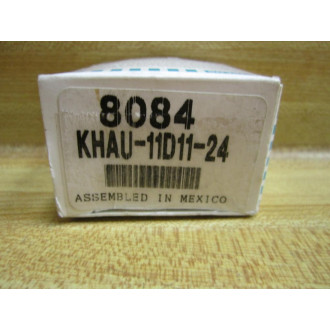 8084
KHAU-11D11-24
ASSEMBLED IN MEXICO